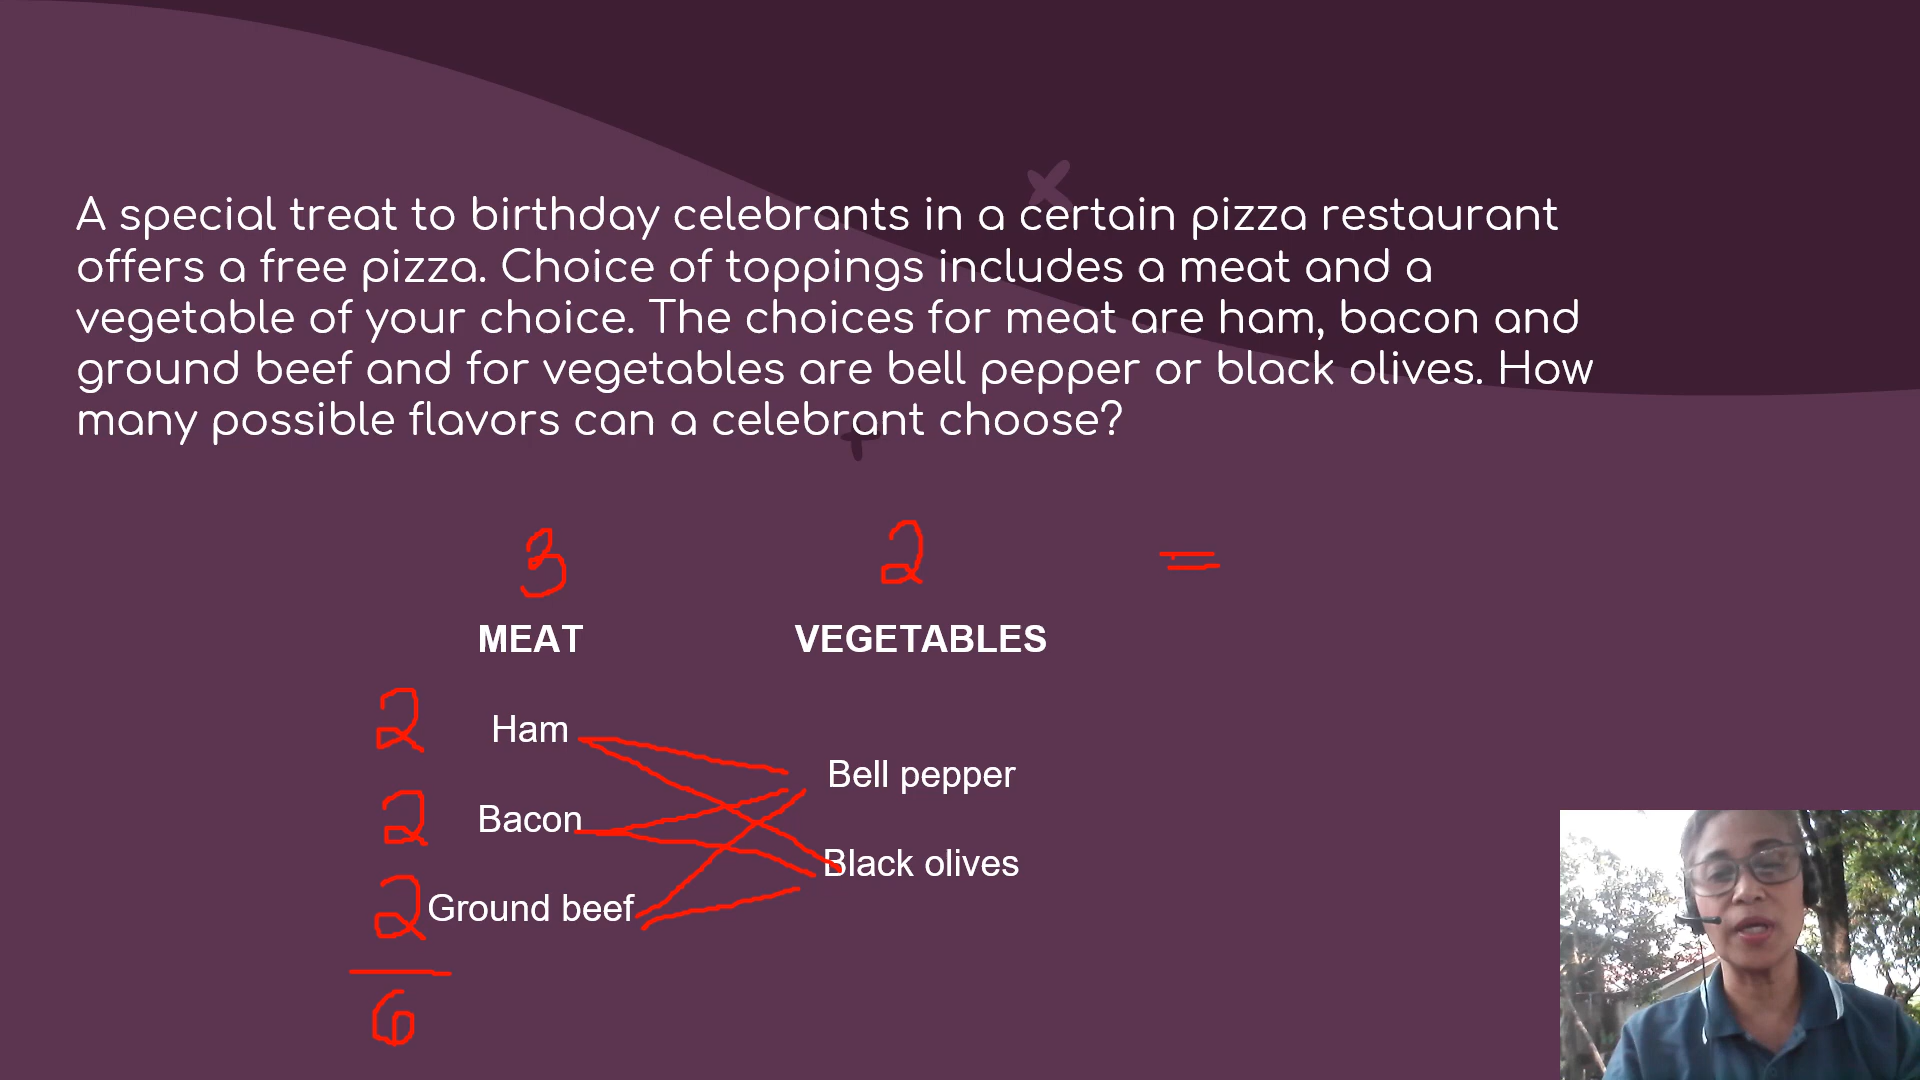 A special treat to birthday celebrants in a certain pizza restaurant
offers a free pizza. Choice of toppings includes a meat and a
vegetable of your choice. The choices for meat are ham, bacon and
ground beef and for vegetables are bell pepper or black olives. How
many possible flavors can a celebrant choose?
3 2 =
MEAT VEGETABLES
2 Ham
Bell pepper
2 Bacon
Black olives
2 Ground beef
6